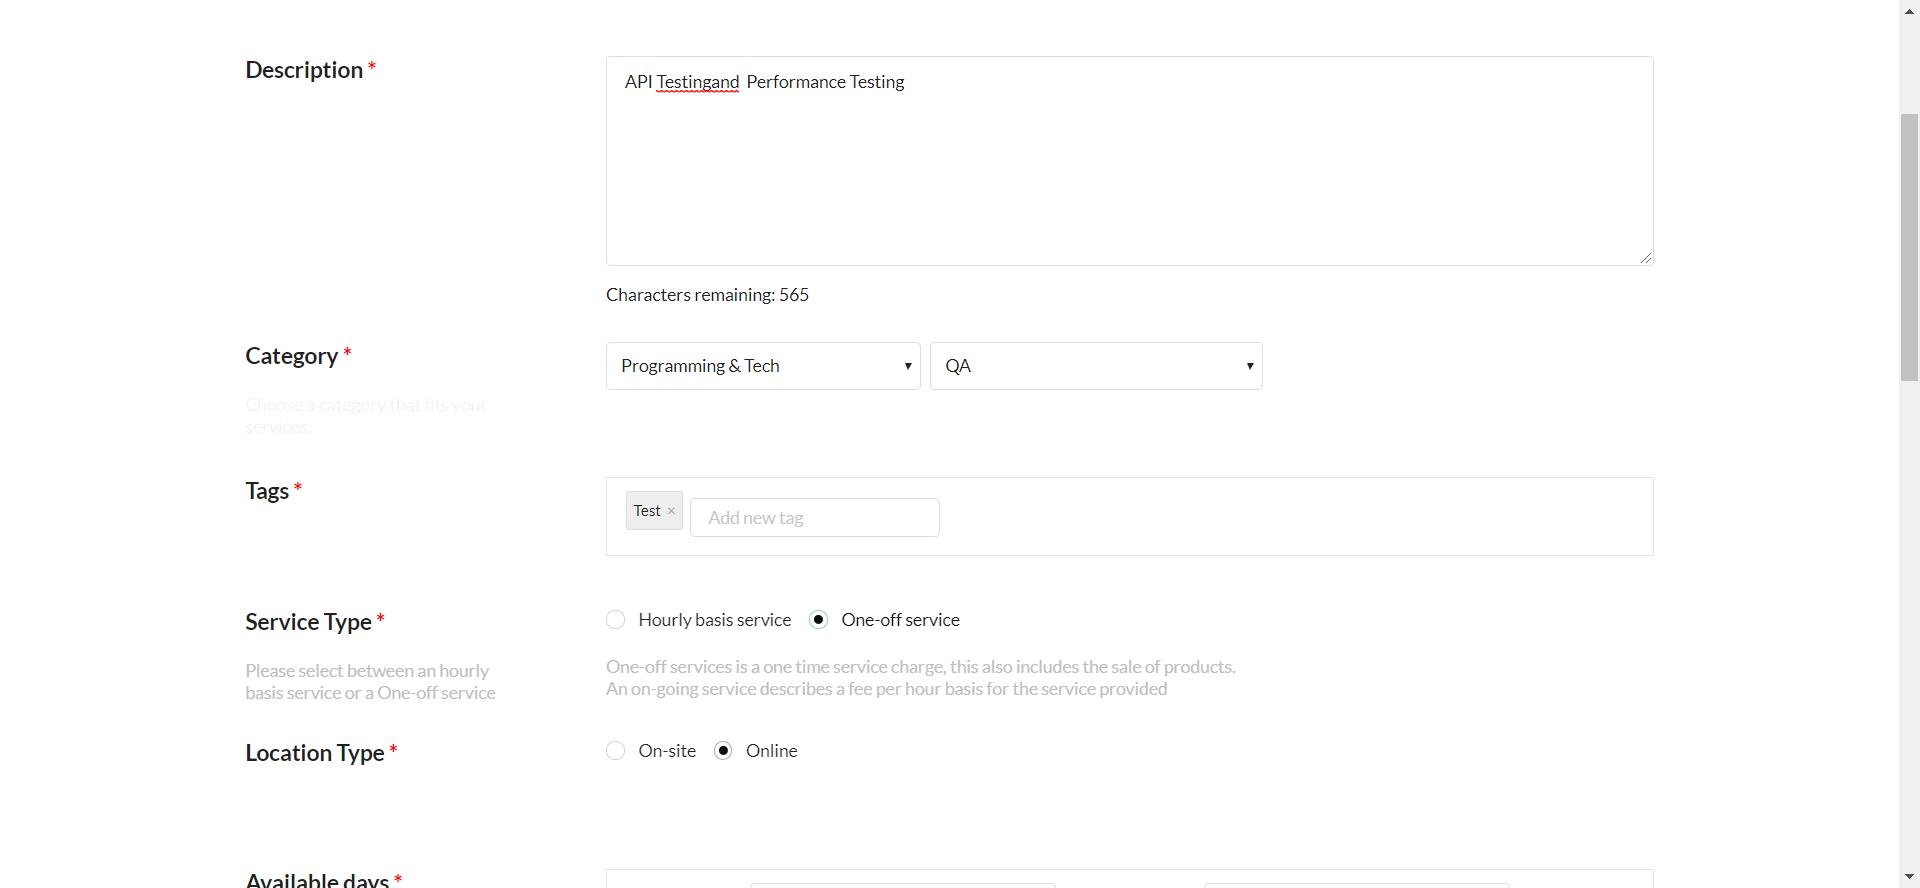 Description *
API Testingand  Performance Testing
Characters remaining: 565
Category *
Programming & Tech
QA
Choose a category that fits your
services.
Tags *
Test ×
Add new tag
Service Type *
Hourly basis service
One-off service
Please select between an hourly
basis service or a One-off service
One-off services is a one time service charge, this also includes the sale of products.
An on-going service describes a fee per hour basis for the service provided
Location Type *
On-site
Online
Available days *